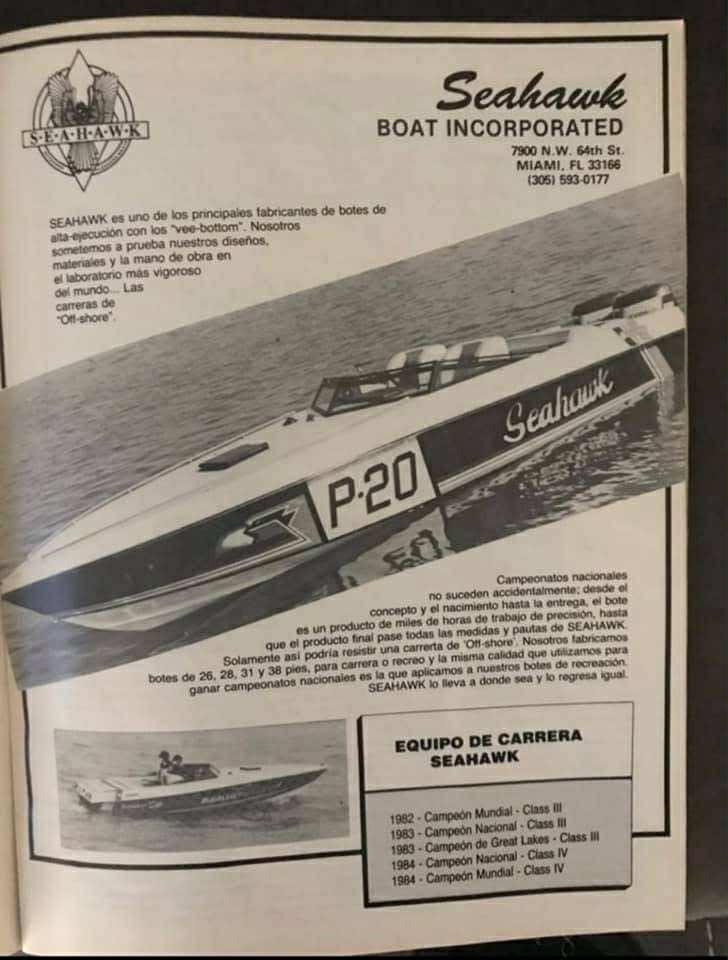 S·E·A·H·A·W·K
Seahawk
BOAT INCORPORATED
7900 N.W. 64th St.
MIAMI, FL 33166
(305) 593-0177
SEAHAWK es uno de los principales fabricantes de botes de
alta-ejecución con los "vee-bottom". Nosotros
sometemos a prueba nuestros diseños,
materiales y la mano de obra en
el laboratorio más vigoroso
del mundo... Las
carreras de
"Off-shore".
Seahawk
P-20
Campeonatos nacionales
no suceden accidentalmente; desde el
concepto y el nacimiento hasta la entrega, el bote
es un producto de miles de horas de trabajo de precisión, hasta
que el producto final pase todas las medidas y pautas de SEAHAWK.
Solamente así podría resistir una carrerta de 'Off-shore'. Nosotros fabricamos
botes de 26, 28, 31 y 38 pies, para carrera o recreo y la misma calidad que utilizamos para
ganar campeonatos nacionales es la que aplicamos a nuestros botes de recreación.
SEAHAWK lo lleva a donde sea y lo regresa igual.
EQUIPO DE CARRERA
SEAHAWK
1982 - Campeón Mundial - Class III
1983 - Campeón Nacional - Class III
1983 - Campeón de Great Lakes - Class III
1984 - Campeón Nacional - Class IV
1984 - Campeón Mundial - Class IV